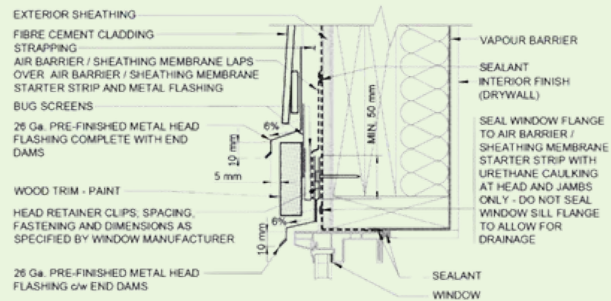 EXTERIOR SHEATHING
FIBRE CEMENT CLADDING
STRAPPING
AIR BARRIER / SHEATHING MEMBRANE LAPS
OVER AIR BARRIER / SHEATHING MEMBRANE
STARTER STRIP AND METAL FLASHING
BUG SCREENS
26 Ga. PRE-FINISHED METAL HEAD
FLASHING COMPLETE WITH END
DAMS
6%
10 mm
5 mm
WOOD TRIM - PAINT
HEAD RETAINER CLIPS; SPACING,
FASTENING AND DIMENSIONS AS
SPECIFIED BY WINDOW MANUFACTURER
6%
10 mm
26 Ga. PRE-FINISHED METAL HEAD
FLASHING c/w END DAMS
MIN. 50 mm
VAPOUR BARRIER
SEALANT
INTERIOR FINISH
(DRYWALL)
SEAL WINDOW FLANGE
TO AIR BARRIER /
SHEATHING MEMBRANE
STARTER STRIP WITH
URETHANE CAULKING
AT HEAD AND JAMBS
ONLY - DO NOT SEAL
WINDOW SILL FLANGE
TO ALLOW FOR
DRAINAGE
SEALANT
WINDOW